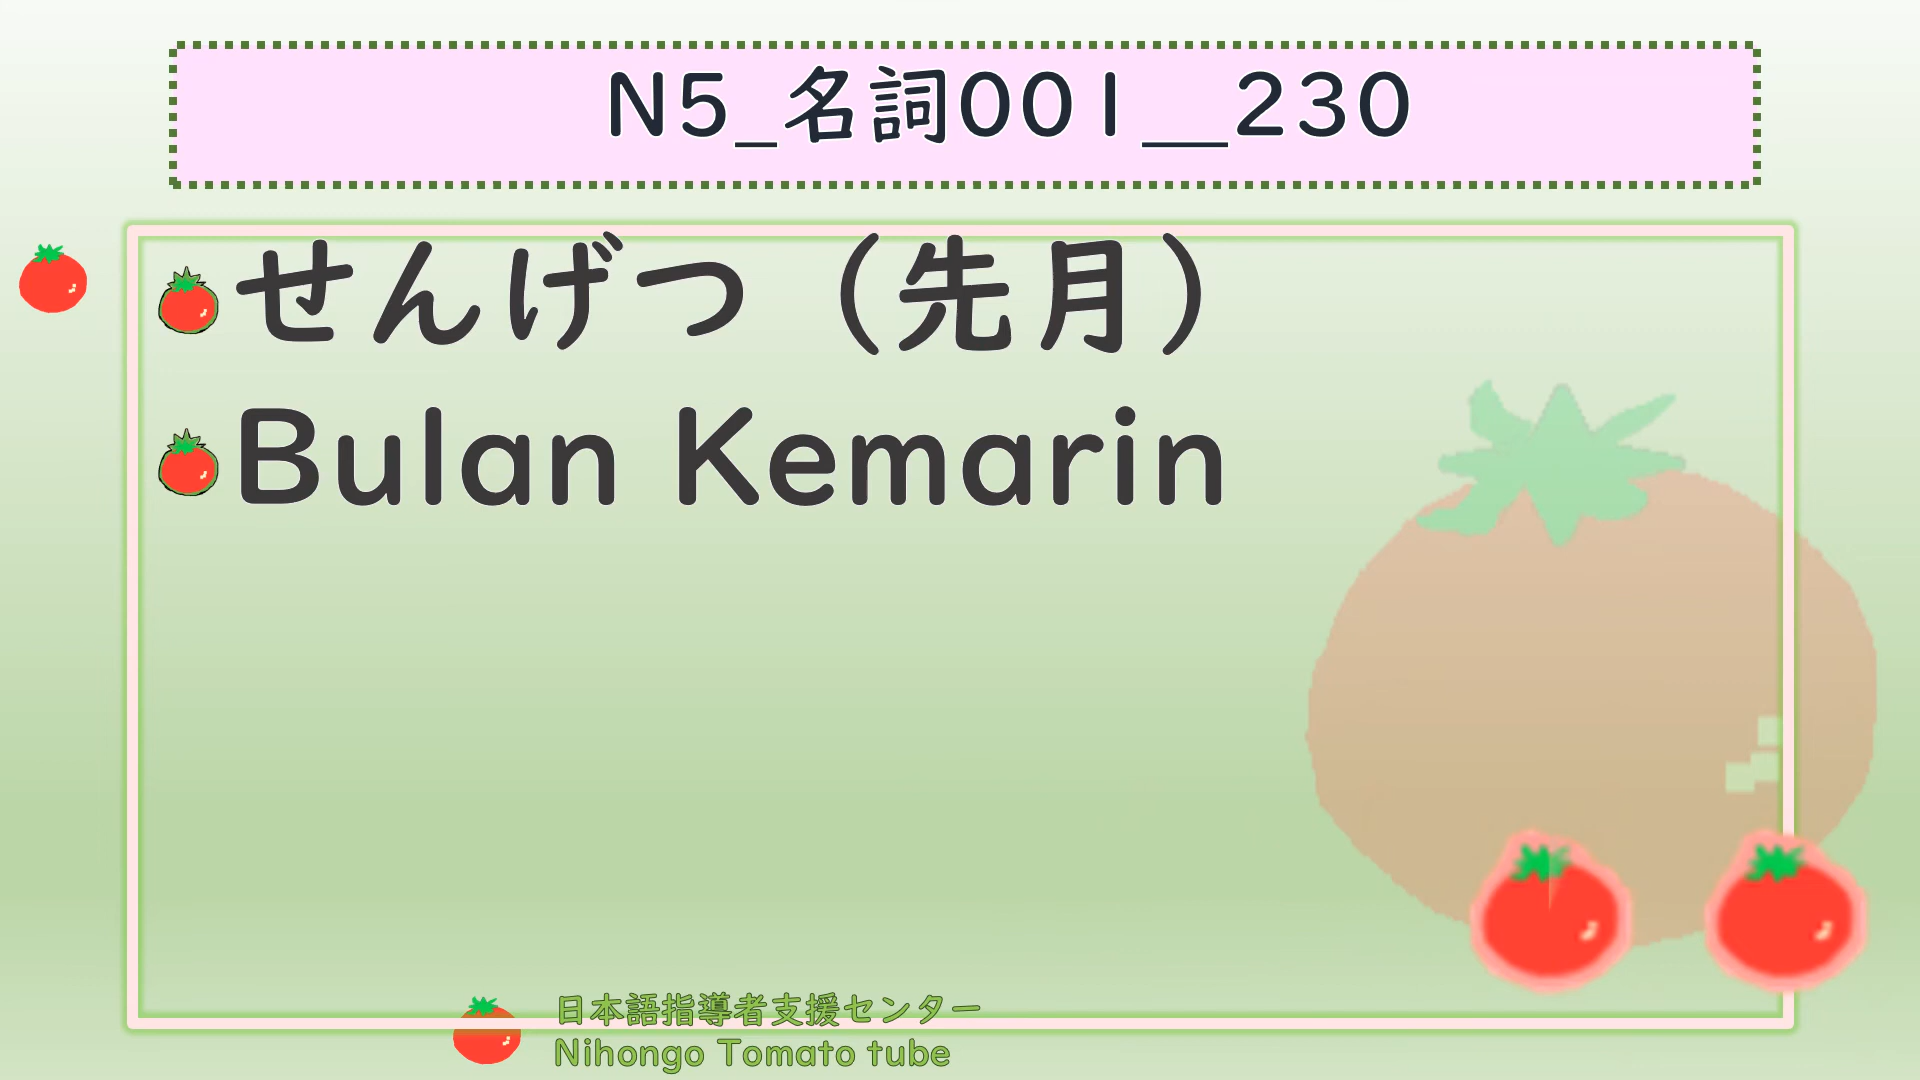 N5_名詞001__230
せんげつ（先月）
Bulan Kemarin
日本語指導者支援センター
Nihongo Tomato tube